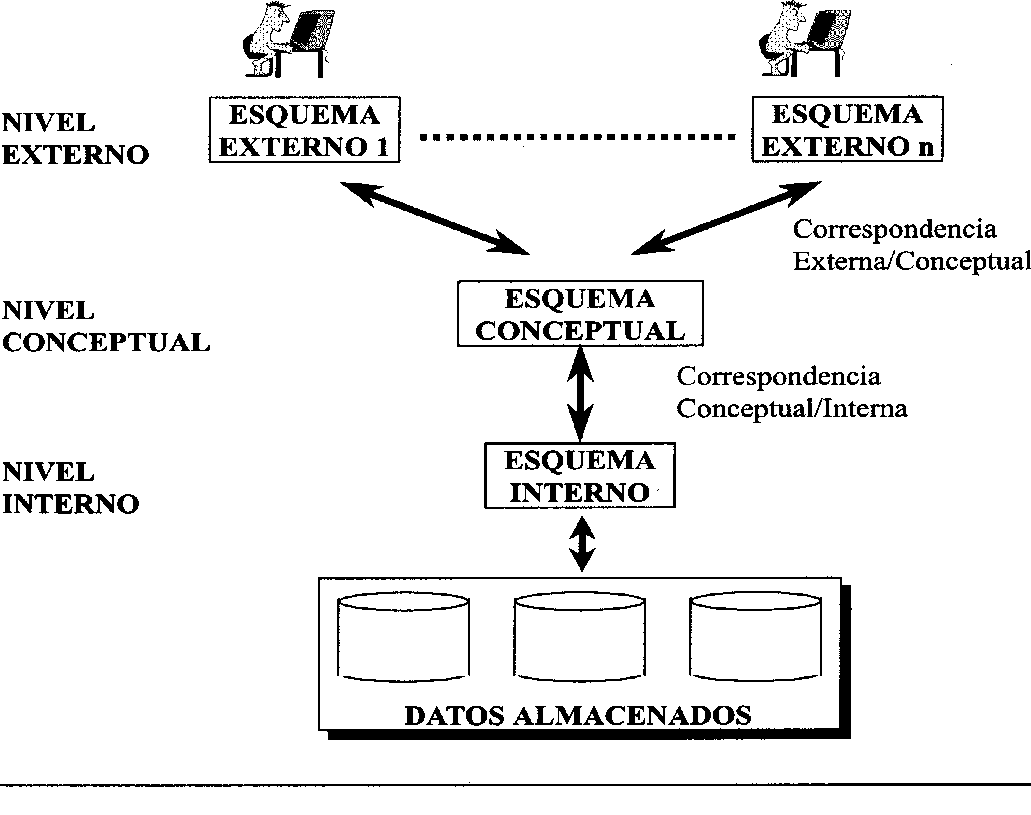 NIVEL
EXTERNO
ESQUEMA
EXTERNO 1
ESQUEMA
EXTERNO n
Correspondencia
Externa/Conceptual
NIVEL
CONCEPTUAL
ESQUEMA
CONCEPTUAL
Correspondencia
Conceptual/Interna
NIVEL
INTERNO
ESQUEMA
INTERNO
DATOS ALMACENADOS